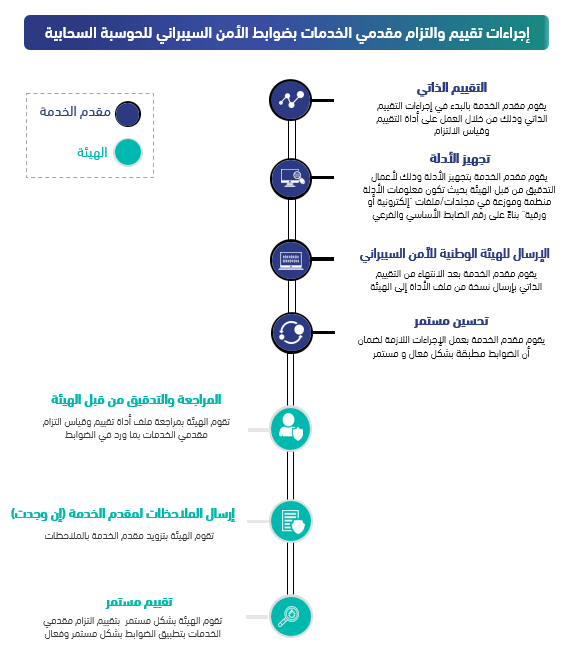 إجراءات تقييم والتزام مقدمي الخدمات بضوابط الأمن السيبراني للحوسبة السحابية
مقدم الخدمة
الهيئة
التقييم الذاتي
يقوم مقدم الخدمة بالبدء في إجراءات التقييم
الذاتي وذلك من خلال العمل على أداة التقييم
وقياس الالتزام
تجهيز الأدلة
يقوم مقدم الخدمة بتجهيز الأدلة وذلك لأعمال
التدقيق من قبل الهيئة بحيث تكون معلومات الأدلة
منظمة وموزعة في مجلدات/ملفات "إلكترونية أو
ورقية" بناءً على رقم الضابط الأساسي والفرعي
الإرسال للهيئة الوطنية للأمن السيبراني
يقوم مقدم الخدمة بعد الانتهاء من التقييم
الذاتي بإرسال نسخة من ملف الأداة إلى الهيئة
تحسين مستمر
يقوم مقدم الخدمة بعمل الإجراءات اللازمة لضمان
أن الضوابط مطبقة بشكل فعال و مستمر
المراجعة والتدقيق من قبل الهيئة
تقوم الهيئة بمراجعة ملف أداة تقييم وقياس التزام
مقدمي الخدمات بما ورد في الضوابط
إرسال الملاحظات لمقدم الخدمة (إن وجدت)
تقوم الهيئة بتزويد مقدم الخدمة بالملاحظات
تقييم مستمر
تقوم الهيئة بشكل مستمر بتقييم التزام مقدمي
الخدمات بتطبيق الضوابط بشكل مستمر وفعال